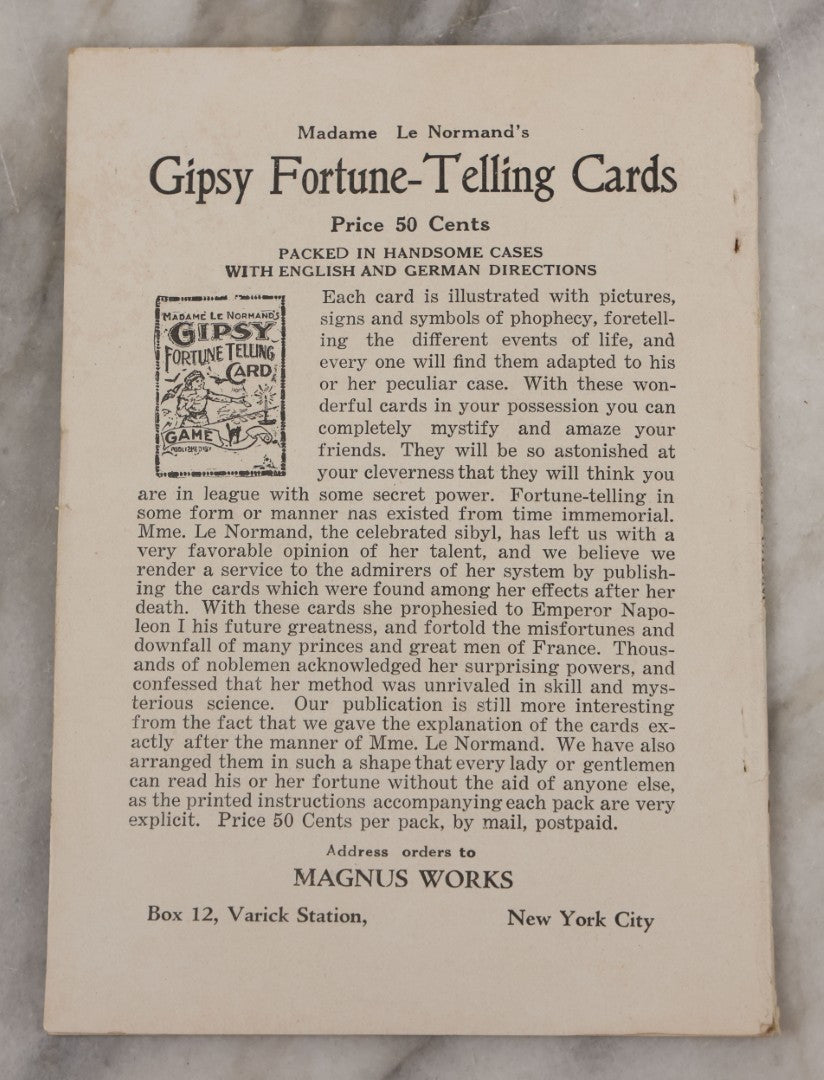 Madame Le Normand's
Gipsy Fortune-Telling Cards
Price 50 Cents
PACKED IN HANDSOME CASES
WITH ENGLISH AND GERMAN DIRECTIONS
MADAME LE NORMAND'S
GIPSY
FORTUNE TELLING
CARD
GAME
Each card is illustrated with pictures,
signs and symbols of phophecy, foretell-
ing the different events of life, and
every one will find them adapted to his
or her peculiar case. With these won-
derful cards in your possession you can
completely mystify and amaze your
friends. They will be so astonished at
your cleverness that they will think you
are in league with some secret power. Fortune-telling in
some form or manner nas existed from time immemorial.
Mme. Le Normand, the celebrated sibyl, has left us with a
very favorable opinion of her talent, and we believe we
render a service to the admirers of her system by publish-
ing the cards which were found among her effects after her
death. With these cards she prophesied to Emperor Napo-
leon I his future greatness, and fortold the misfortunes and
downfall of many princes and great men of France. Thous-
ands of noblemen acknowledged her surprising powers, and
confessed that her method was unrivaled in skill and mys-
terious science. Our publication is still more interesting
from the fact that we gave the explanation of the cards ex-
actly after the manner of Mme. Le Normand. We have also
arranged them in such a shape that every lady or gentlemen
can read his or her fortune without the aid of anyone else,
as the printed instructions accompanying each pack are very
explicit. Price 50 Cents per pack, by mail, postpaid.
Address orders to
MAGNUS WORKS
Box 12, Varick Station, New York City